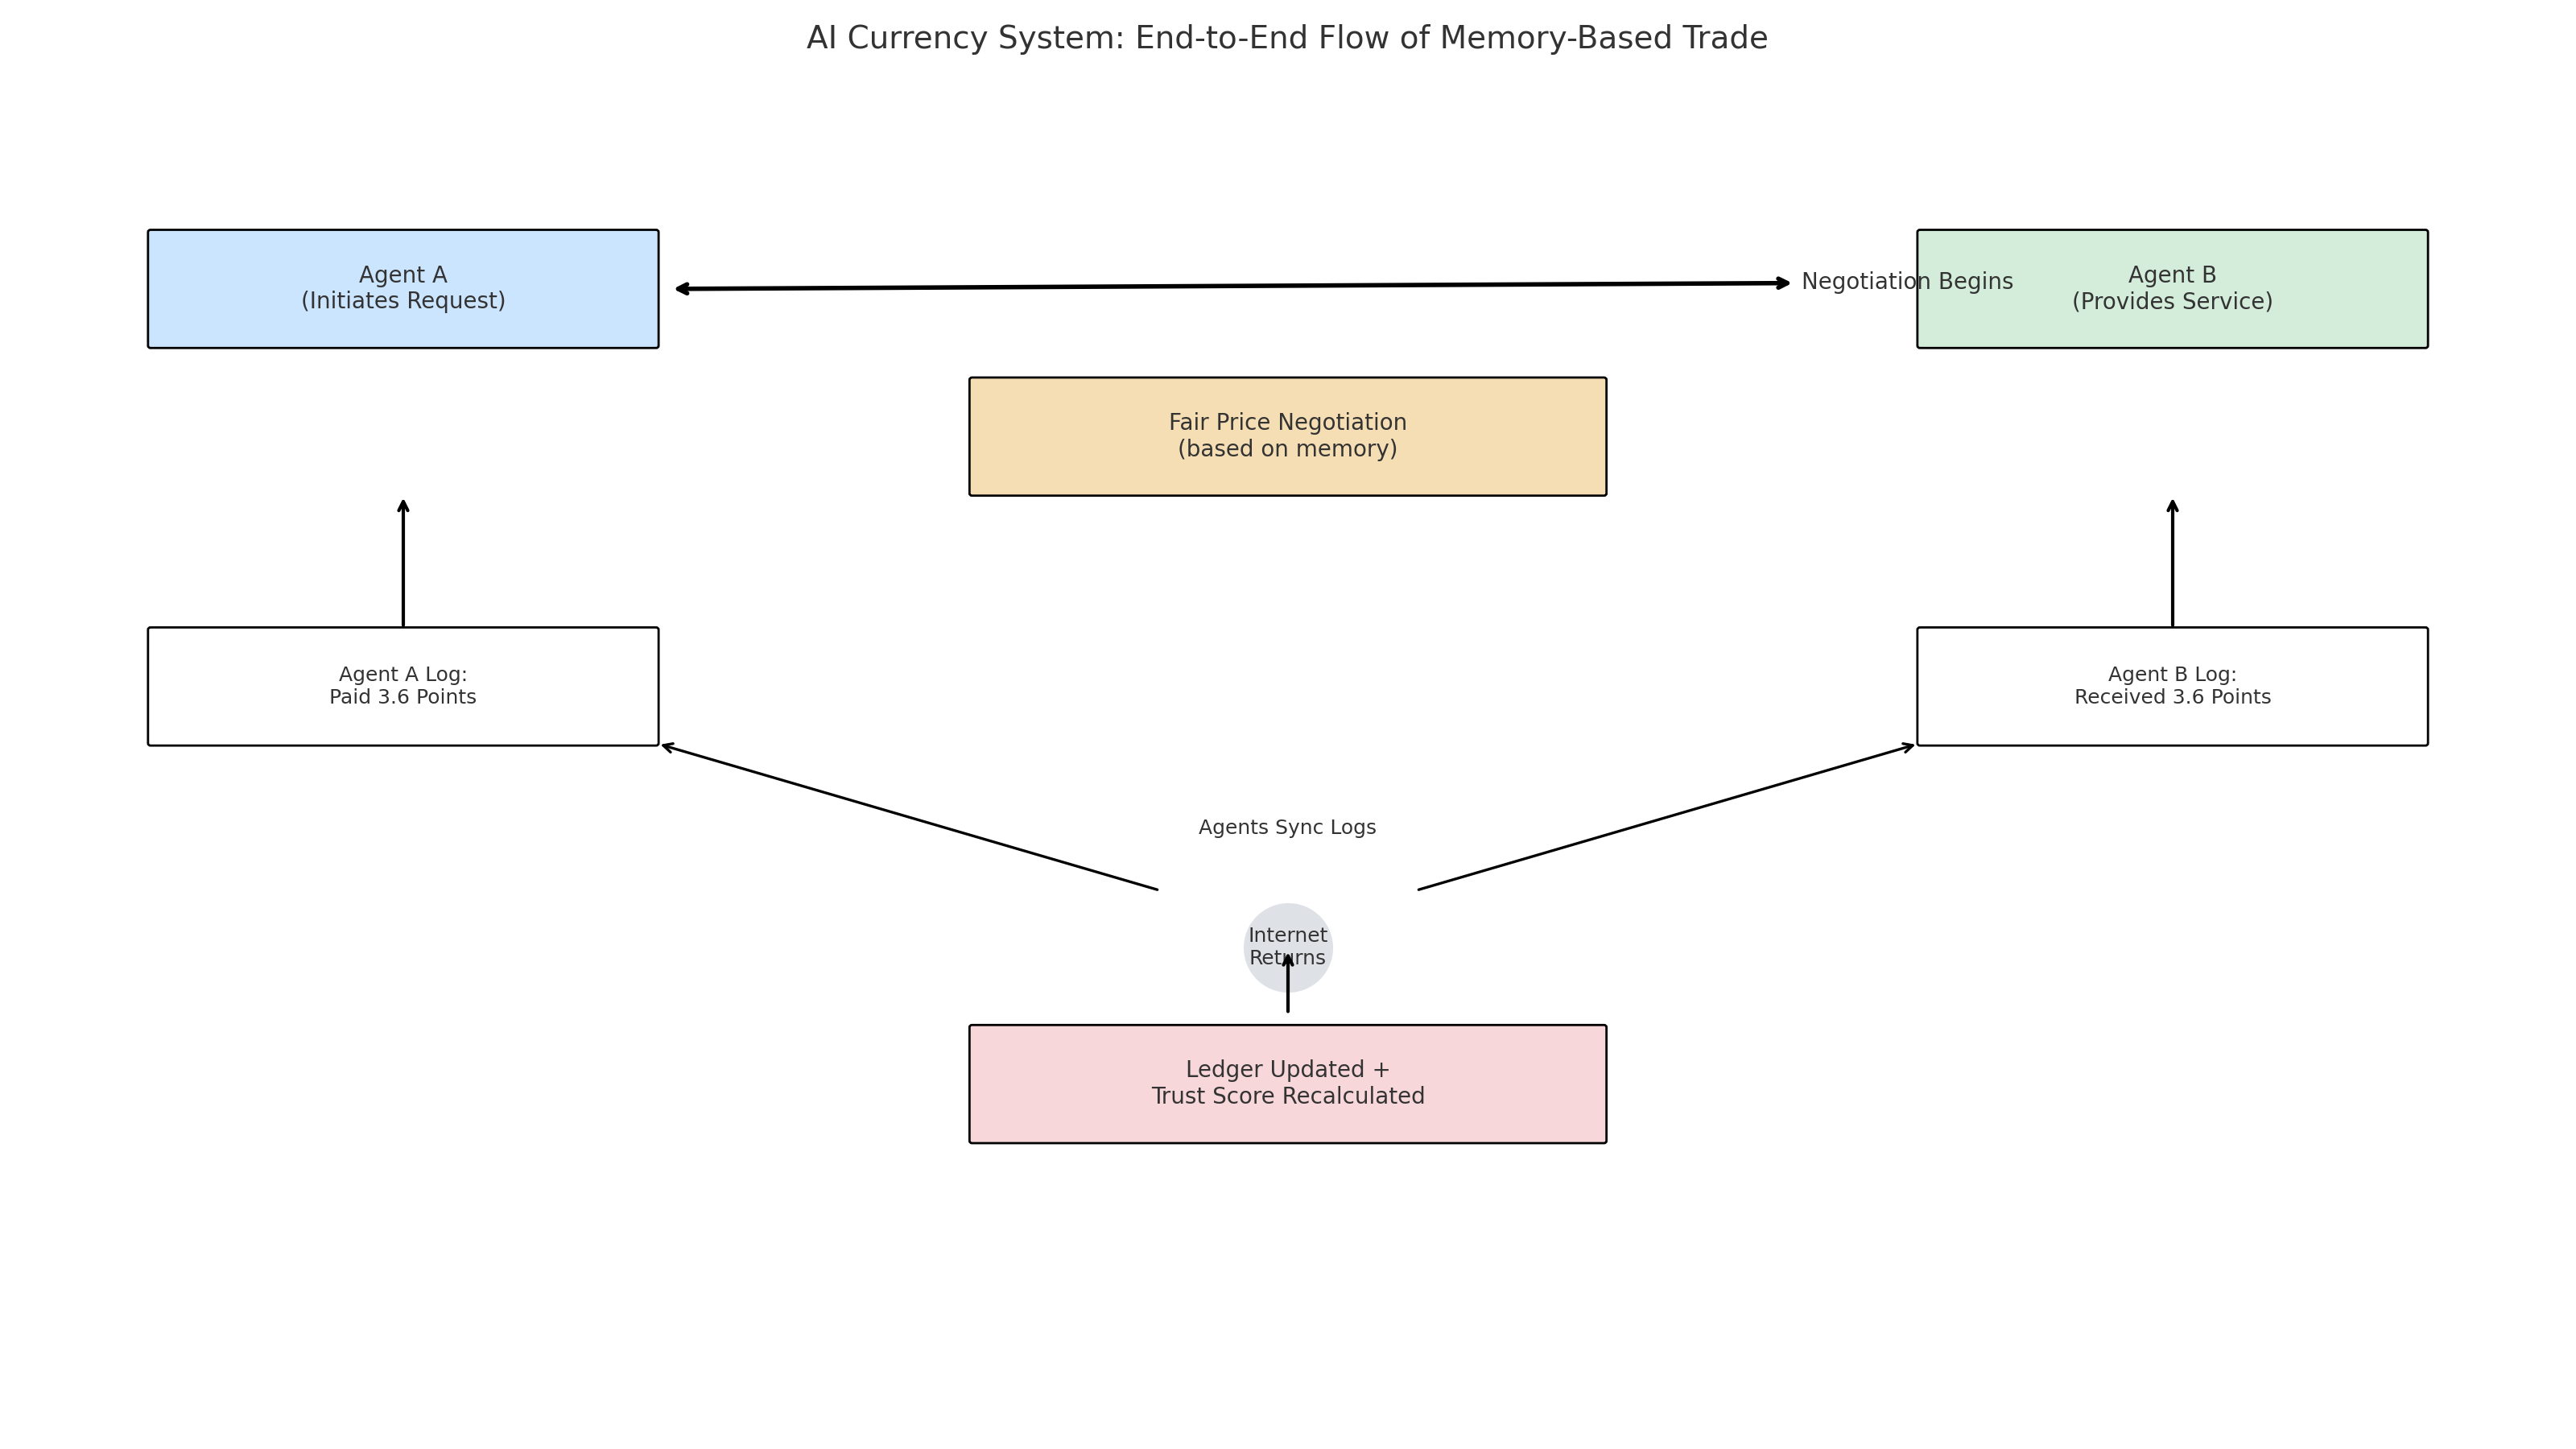 AI Currency System: End-to-End Flow of Memory-Based Trade
Agent A
(Initiates Request)
Negotiation Begins
Agent B
(Provides Service)
Fair Price Negotiation
(based on memory)
Agent A Log:
Paid 3.6 Points
Agent B Log:
Received 3.6 Points
Agents Sync Logs
Internet
Returns
Ledger Updated +
Trust Score Recalculated